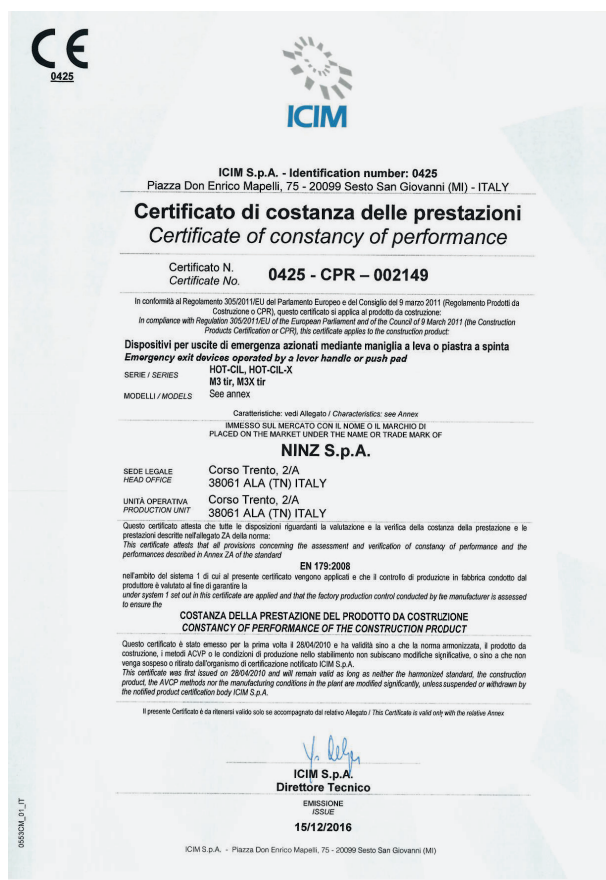 CE
0425
ICIM
ICIM S.p.A. - Identification number: 0425
Piazza Don Enrico Mapelli, 75 - 20099 Sesto San Giovanni (MI) - ITALY
Certificato di costanza delle prestazioni
Certificate of constancy of performance
Certificato N.
Certificate No.
0425 - CPR – 002149
In conformità al Regolamento 305/2011/EU del Parlamento Europeo e del Consiglio del 9 marzo 2011 (Regolamento Prodotti da
Costruzione o CPR), questo certificato si applica al prodotto da costruzione:
In compliance with Regulation 305/2011/EU of the European Parliament and of the Council of 9 March 2011 (the Construction
Products Certification or CPR), this certificate applies to the construction product:
Dispositivi per uscite di emergenza azionati mediante maniglia a leva o piastra a spinta
Emergency exit devices operated by a lever handle or push pad
SERIE / SERIES
HOT-CIL, HOT-CIL-X
M3 tir, M3X tir
MODELLI / MODELS
See annex
Caratteristiche: vedi Allegato / Characteristics: see Annex
IMMESSO SUL MERCATO CON IL NOME O IL MARCHIO DI
PLACED ON THE MARKET UNDER THE NAME OR TRADE MARK OF
NINZ S.p.A.
SEDE LEGALE
HEAD OFFICE
Corso Trento, 2/A
38061 ALA (TN) ITALY
UNITÀ OPERATIVA
PRODUCTION UNIT
Corso Trento, 2/A
38061 ALA (TN) ITALY
Questo certificato attesta che tutte le disposizioni riguardanti la valutazione e la verifica della costanza della prestazione e le
prestazioni descritte nell'allegato ZA della norma:
This certificate attests that all provisions concerning the assessment and verification of constancy of performance and the
performances described in Annex ZA of the standard
EN 179:2008
nell'ambito del sistema 1 di cui al presente certificato vengono applicati e che il controllo di produzione in fabbrica condotto dal
produttore è valutato al fine di garantire la
under system 1 set out in this certificate are applied and that the factory production control conducted by the manufacturer is assessed
to ensure the
COSTANZA DELLA PRESTAZIONE DEL PRODOTTO DA COSTRUZIONE
CONSTANCY OF PERFORMANCE OF THE CONSTRUCTION PRODUCT
Questo certificato è stato emesso per la prima volta il 28/04/2010 e ha validità sino a che la norma armonizzata, il prodotto da
costruzione, i metodi ACVP o le condizioni di produzione nello stabilimento non subiscano modifiche significative, o sino a che non
venga sospeso o ritirato dall'organismo di certificazione notificato ICIM S.p.A.
This certificate was first issued on 28/04/2010 and will remain valid as long as neither the harmonized standard, the construction
product, the AVCP methods nor the manufacturing conditions in the plant are modified significantly, unless suspended or withdrawn by
the notified product certification body ICIM S.p.A.
Il presente Certificato è da ritenersi valido solo se accompagnato dal relativo Allegato / This Certificate is valid only with the relative Annex
ICIM S.p.A.
Direttore Tecnico
EMISSIONE
ISSUE
15/12/2016
0553CM_01_IT
ICIM S.p.A. - Piazza Don Enrico Mapelli, 75 - 20099 Sesto San Giovanni (MI)